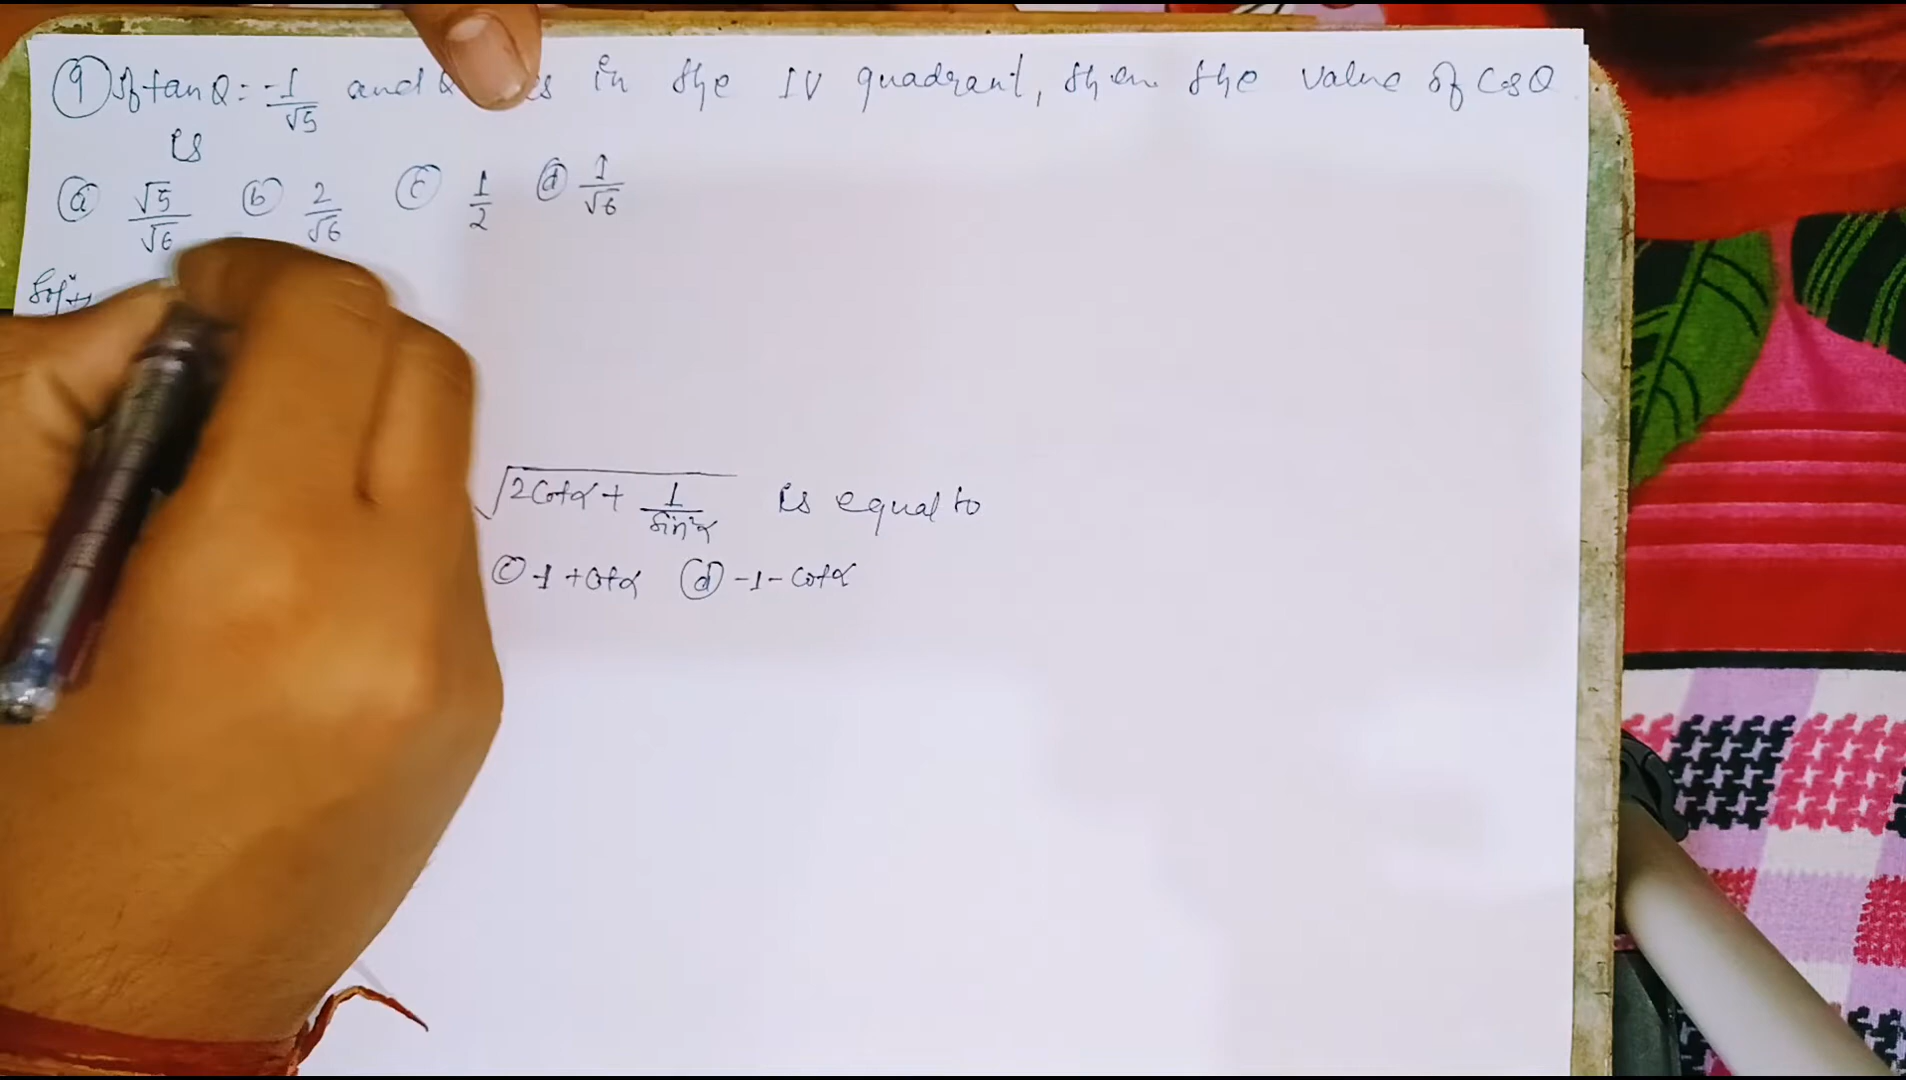 9 If tan Q = -1/√5 and Q in the IV quadrant, then the value of Cos Q
is
a √5/√6 b 2/√6 c 1/2 d 1/√6
Solⁿ
√2Cotα + 1/Sin²α is equal to
c -1 + Cotα d -1 - Cotα